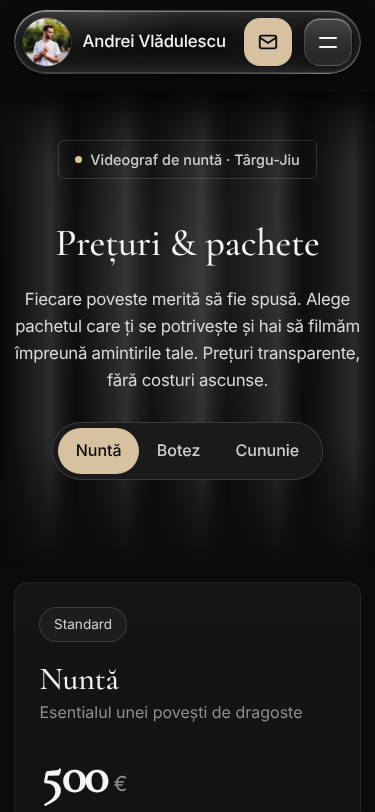 Andrei Vlădulescu
Videograf de nuntă · Târgu-Jiu
Prețuri & pachete
Fiecare poveste merită să fie spusă. Alege
pachetul care ți se potrivește și hai să filmăm
împreună amintirile tale. Prețuri transparente,
fără costuri ascunse.
Nuntă Botez Cununie
Standard
Nuntă
Esentialul unei povești de dragoste
500 €